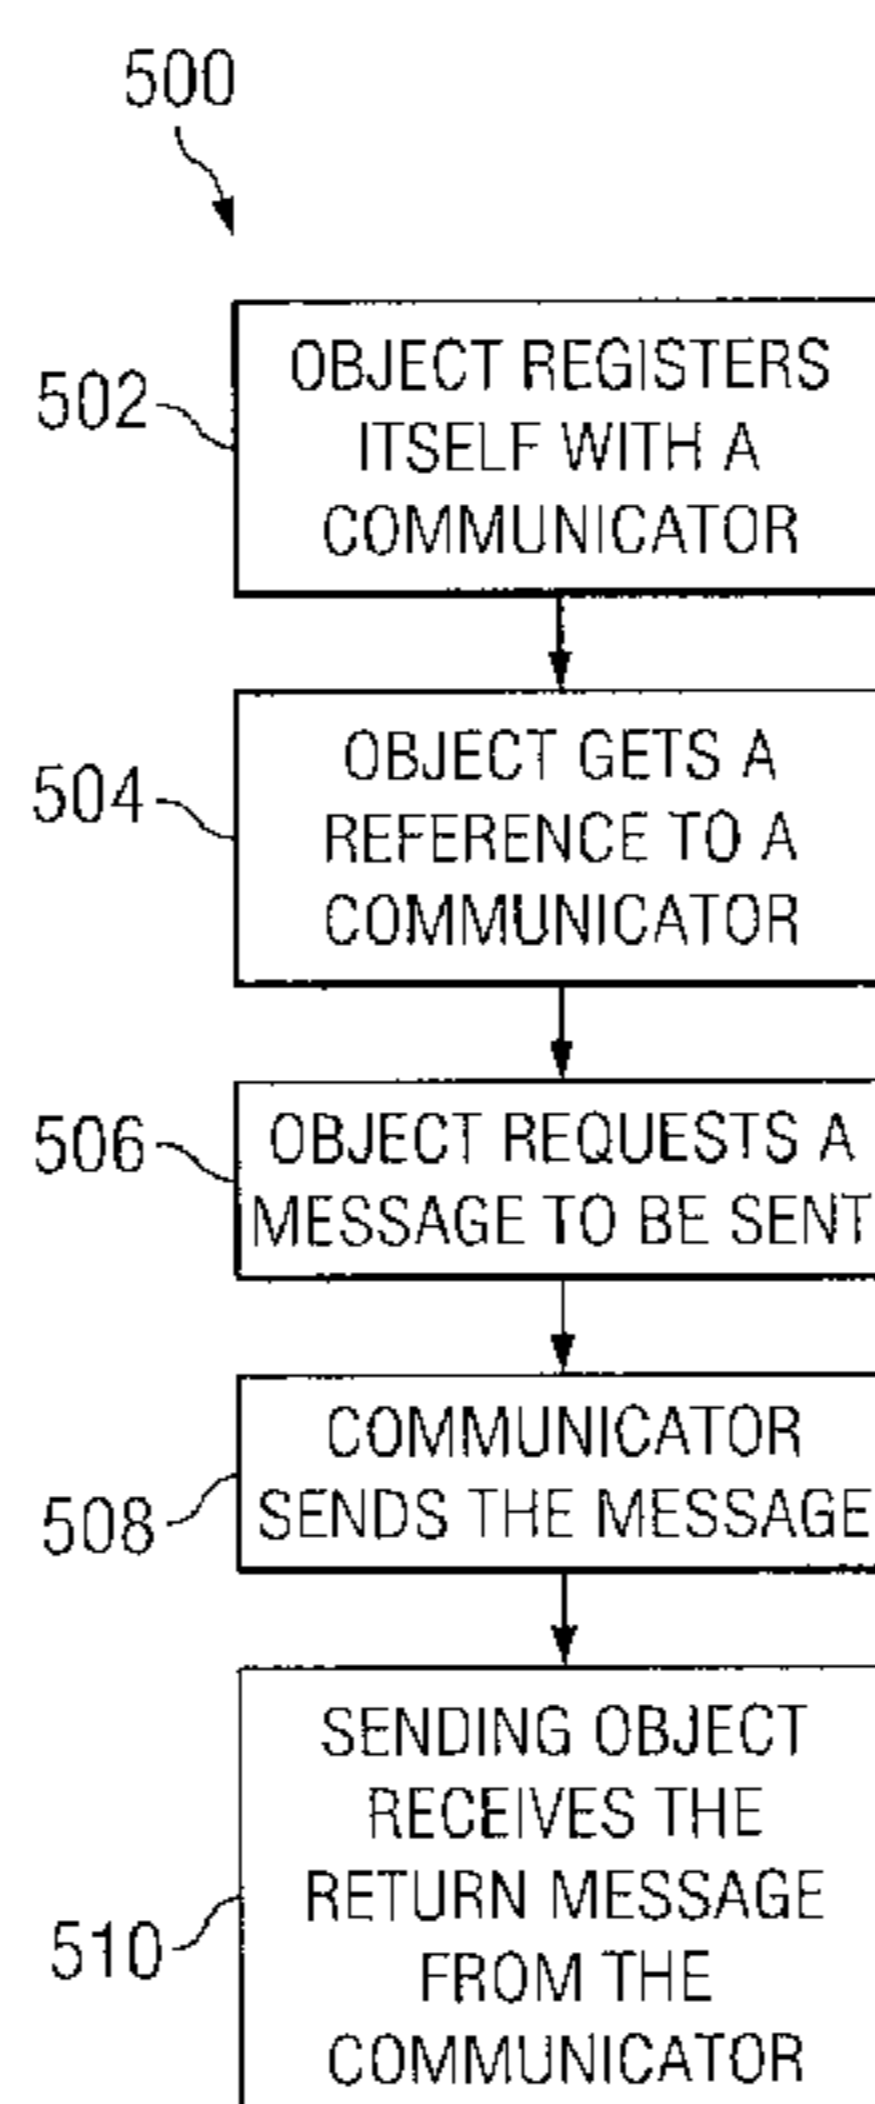 500
502
OBJECT REGISTERS
ITSELF WITH A
COMMUNICATOR
504
OBJECT GETS A
REFERENCE TO A
COMMUNICATOR
506
OBJECT REQUESTS A
MESSAGE TO BE SENT
508
COMMUNICATOR
SENDS THE MESSAGE
510
SENDING OBJECT
RECEIVES THE
RETURN MESSAGE
FROM THE
COMMUNICATOR